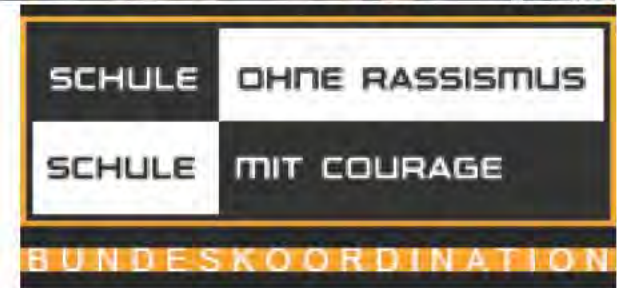 SCHULE OHNE RASSISMUS
SCHULE MIT COURAGE
BUNDESKOORDINATION